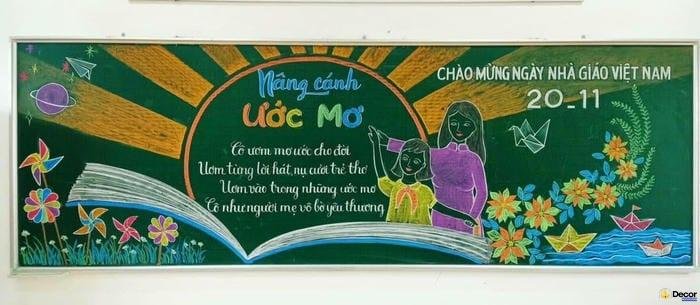 Nâng cánh
ƯỚC MƠ
Cô ươm mơ ước cho đời
Ươm từng lời hát, nụ cười trẻ thơ
Ươm vào trong những ước mơ
Cô như người mẹ vô bờ yêu thương
CHÀO MỪNG NGÀY NHÀ GIÁO VIỆT NAM
20-11
Decor